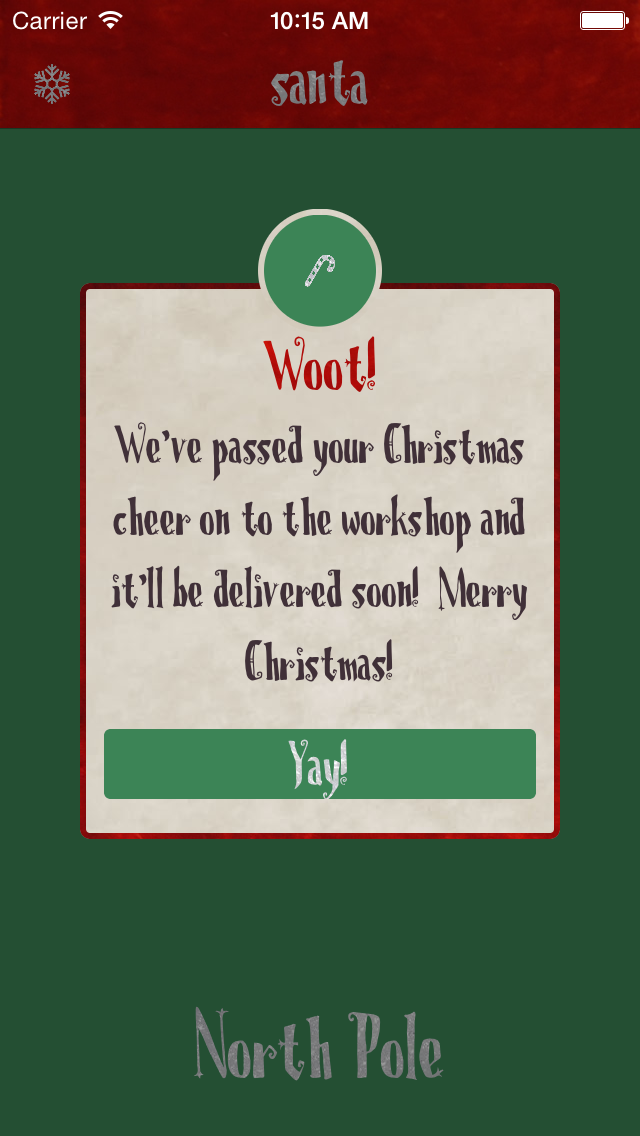 Carrier 10:15 AM
santa
Woot!
We've passed your Christmas
cheer on to the workshop and
it'll be delivered soon!  Merry
Christmas!
Yay!
North Pole